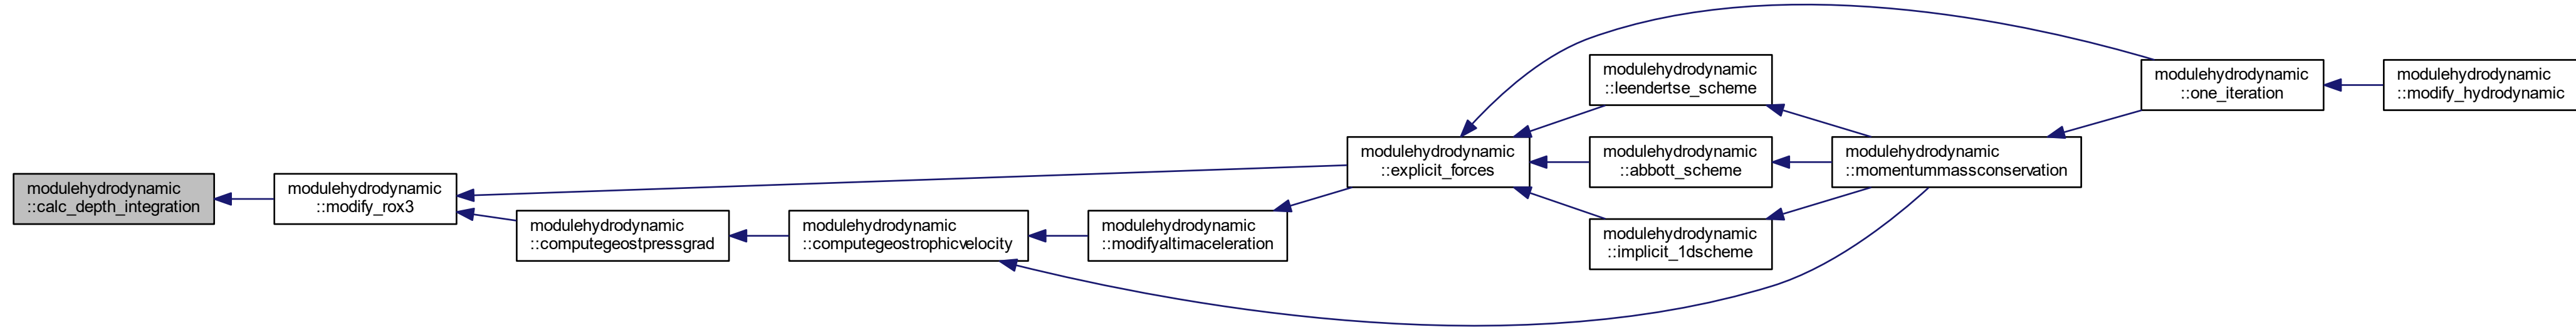 modulehydrodynamic
::calc_depth_integration
modulehydrodynamic
::modify_rox3
modulehydrodynamic
::computegeostpressgrad
modulehydrodynamic
::computegeostrophicvelocity
modulehydrodynamic
::modifyaltimaceleration
modulehydrodynamic
::explicit_forces
modulehydrodynamic
::leendertse_scheme
modulehydrodynamic
::abbott_scheme
modulehydrodynamic
::implicit_1dscheme
modulehydrodynamic
::momentummassconservation
modulehydrodynamic
::one_iteration
modulehydrodynamic
::modify_hydrodynamic